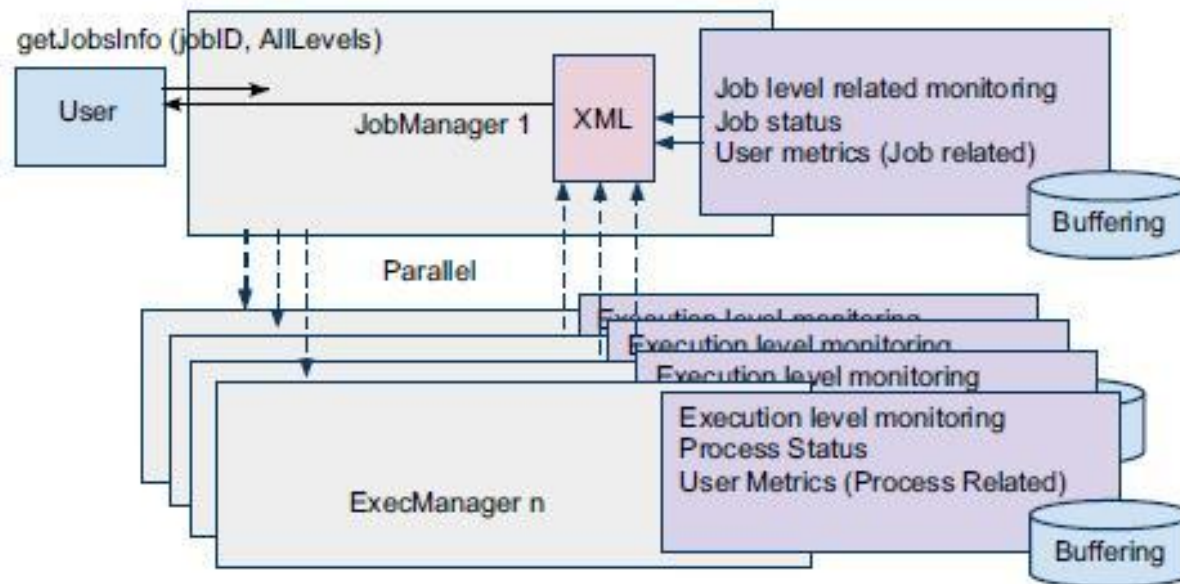 getJobsInfo (jobID, AllLevels)
User
JobManager 1
XML
Job level related monitoring
Job status
User metrics (Job related)
Buffering
Parallel
Execution level monitoring
Execution level monitoring
Execution level monitoring
Execution level monitoring
Process Status
User Metrics (Process Related)
ExecManager n
Buffering